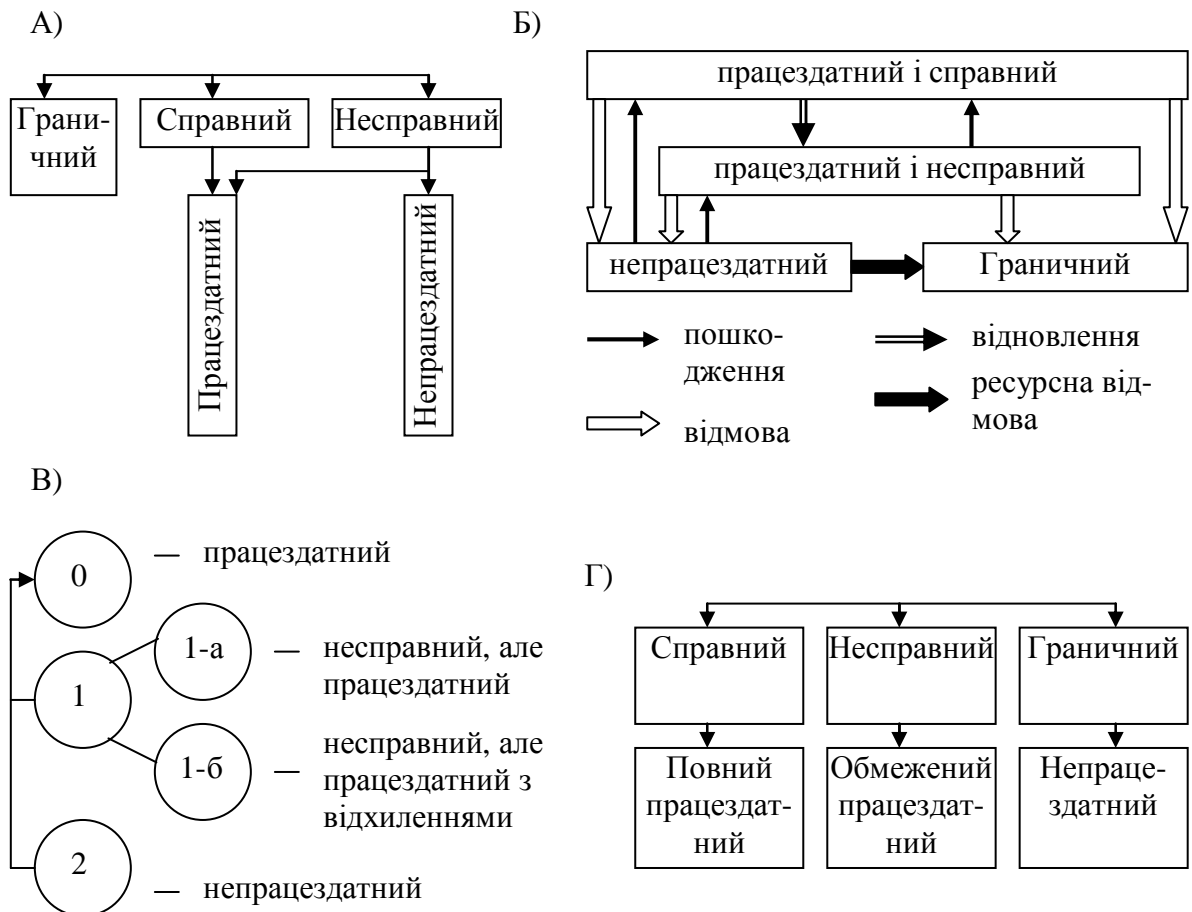 А)
Грани-
чний
Справний
Несправний
Працездатний
Непрацездатний
Б)
працездатний і справний
працездатний і несправний
непрацездатний
Граничний
пошко-
дження
відмова
відновлення
ресурсна від-
мова
В)
0
— працездатний
1
1-а
— несправний, але
працездатний
1-б
— несправний, але
працездатний з
відхиленнями
2
— непрацездатний
Г)
Справний
Несправний
Граничний
Повний
працездат-
ний
Обмежений
працездат-
ний
Непраце-
здатний